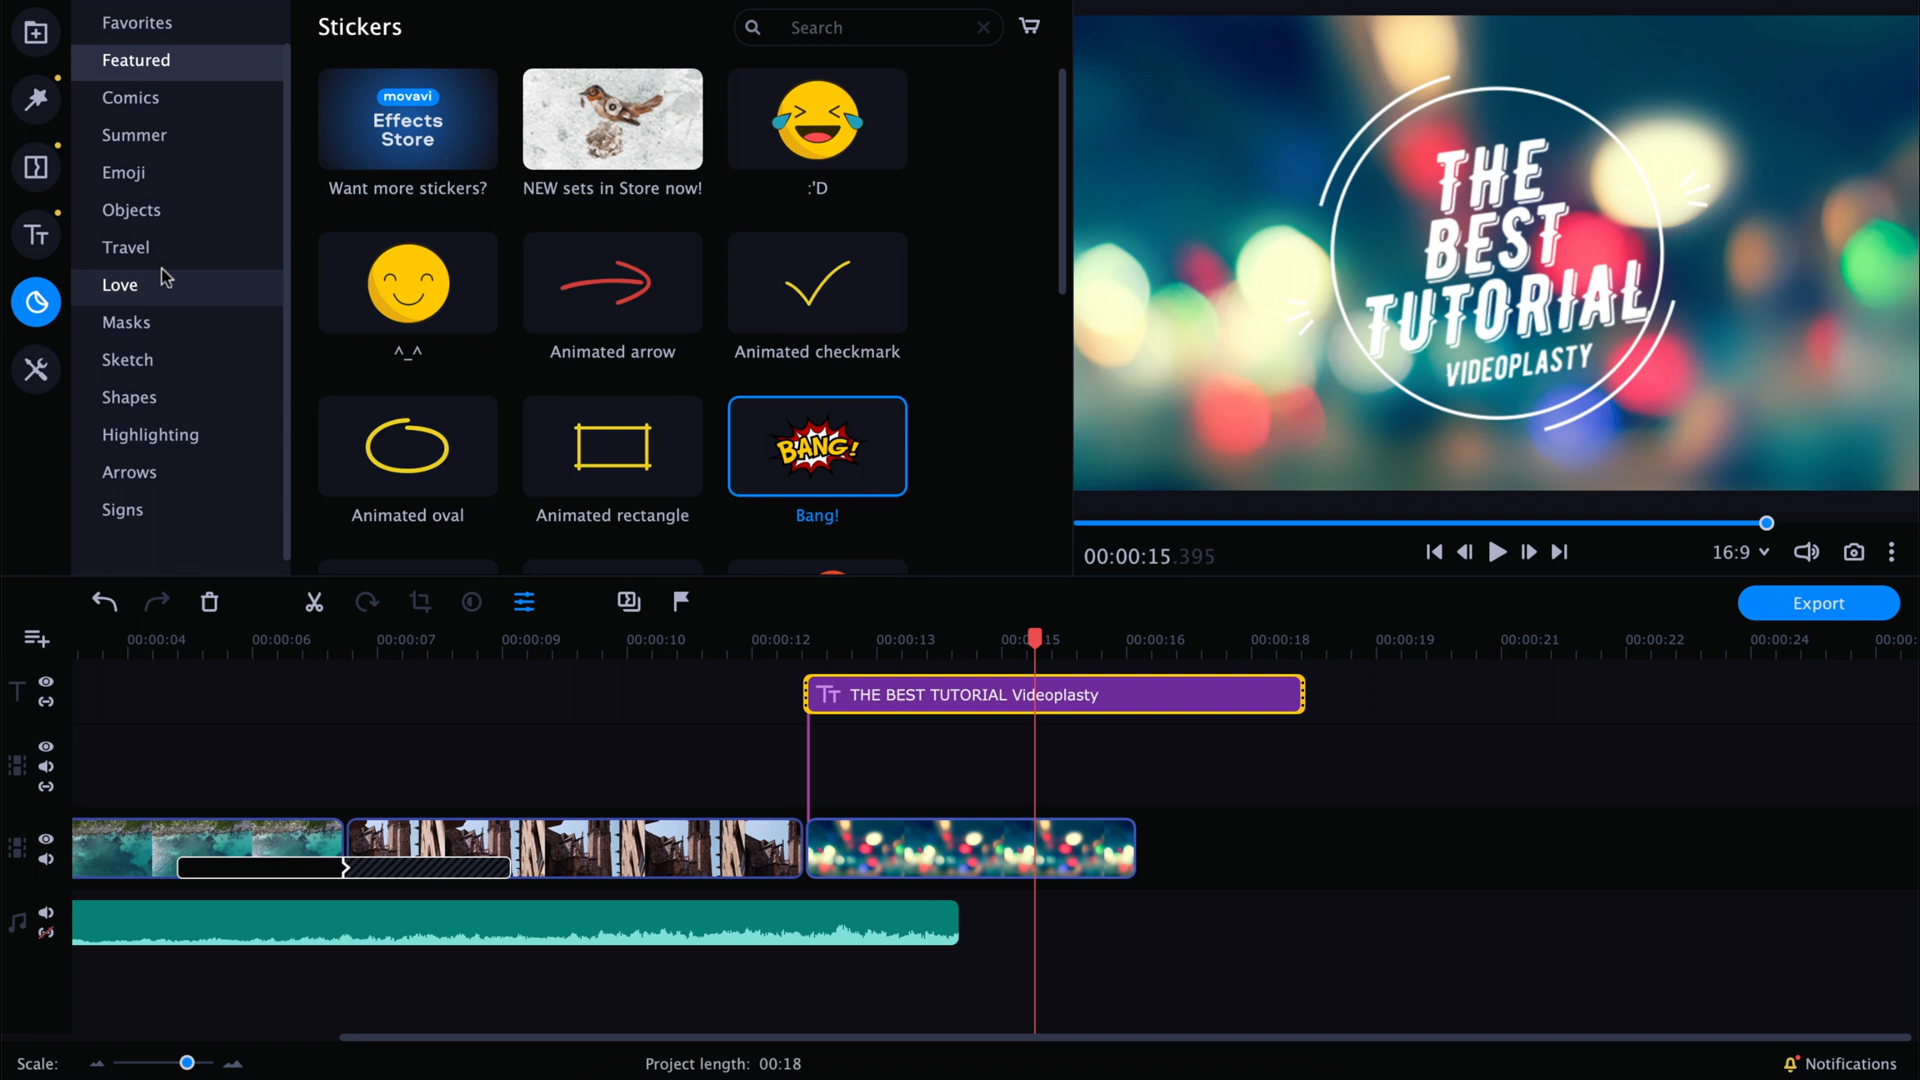 Favorites
Featured
Comics
Summer
Emoji
Objects
Travel
Love
Masks
Sketch
Shapes
Highlighting
Arrows
Signs
Stickers
Search
movavi
Effects
Store
Want more stickers?
NEW sets in Store now!
:'D
^_^
Animated arrow
Animated checkmark
Animated oval
Animated rectangle
BANG!
Bang!
THE
BEST
TUTORIAL
VIDEOPLASTY
00:00:15.395
16:9
Export
00:00:04
00:00:06
00:00:07
00:00:09
00:00:10
00:00:12
00:00:13
00:00:16
00:00:18
00:00:19
00:00:21
00:00:22
00:00:24
Tт THE BEST TUTORIAL Videoplasty
Scale:
Project length: 00:18
Notifications